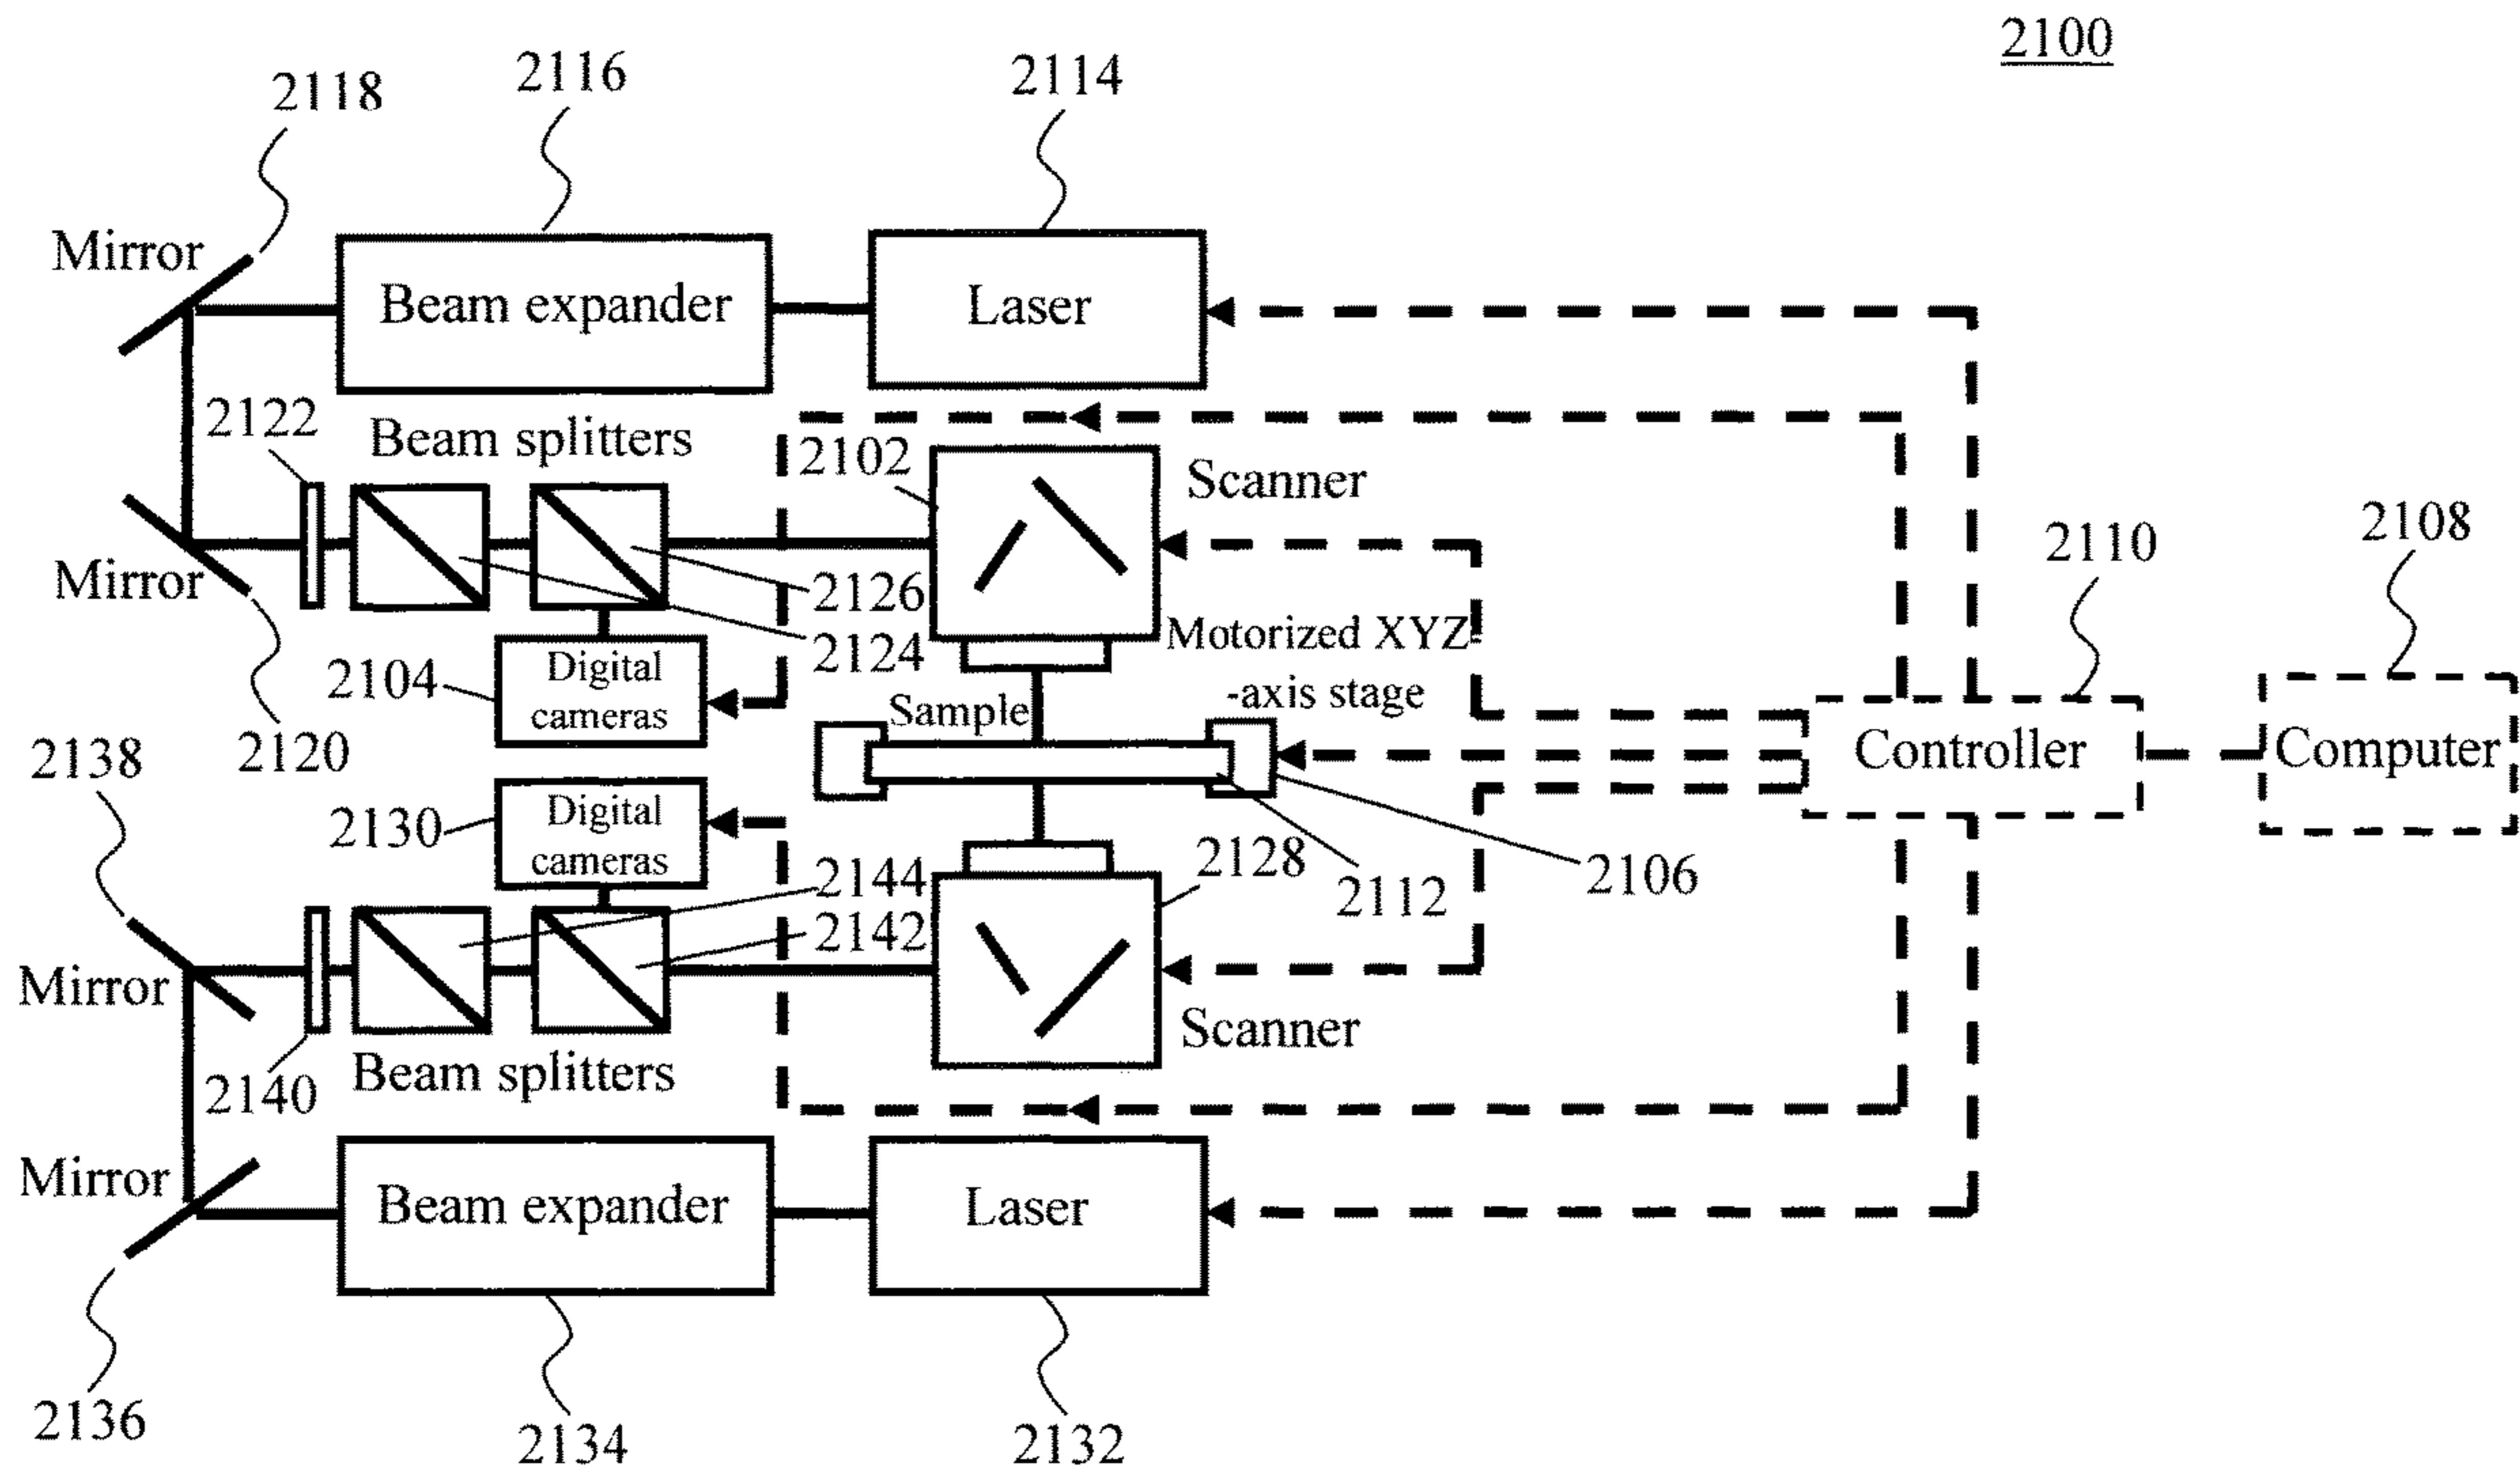 2100
2116
2114
2118
Mirror
Beam expander
Laser
2122
Beam splitters
2102
Scanner
2108
2110
Mirror
2126
Motorized XYZ
2124
2104
Digital
cameras
Sample
-axis stage
2120
Controller
Computer
2138
2130
Digital
cameras
2128
2106
2144
2112
2142
Mirror
Scanner
2140
Beam splitters
Mirror
Beam expander
Laser
2136
2134
2132